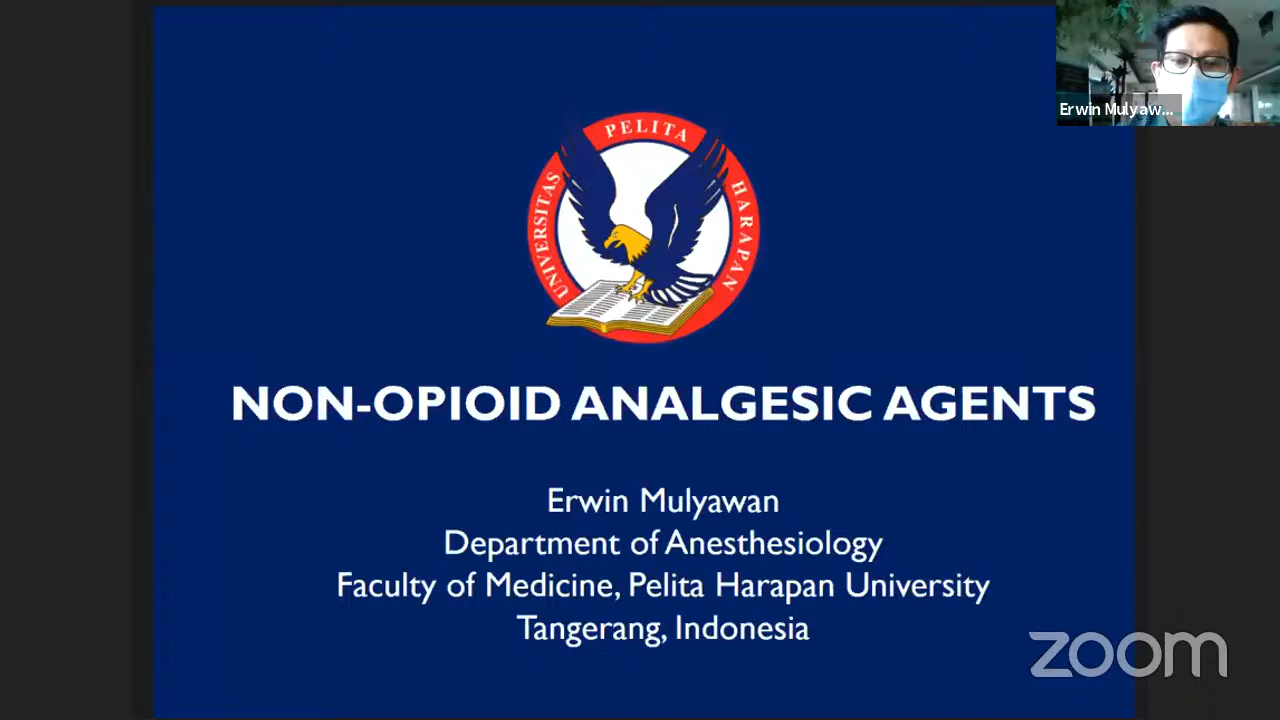 Erwin Mulyaw...
UNIVERSITAS PELITA HARAPAN
NON-OPIOID ANALGESIC AGENTS
Erwin Mulyawan
Department of Anesthesiology
Faculty of Medicine, Pelita Harapan University
Tangerang, Indonesia
zoom